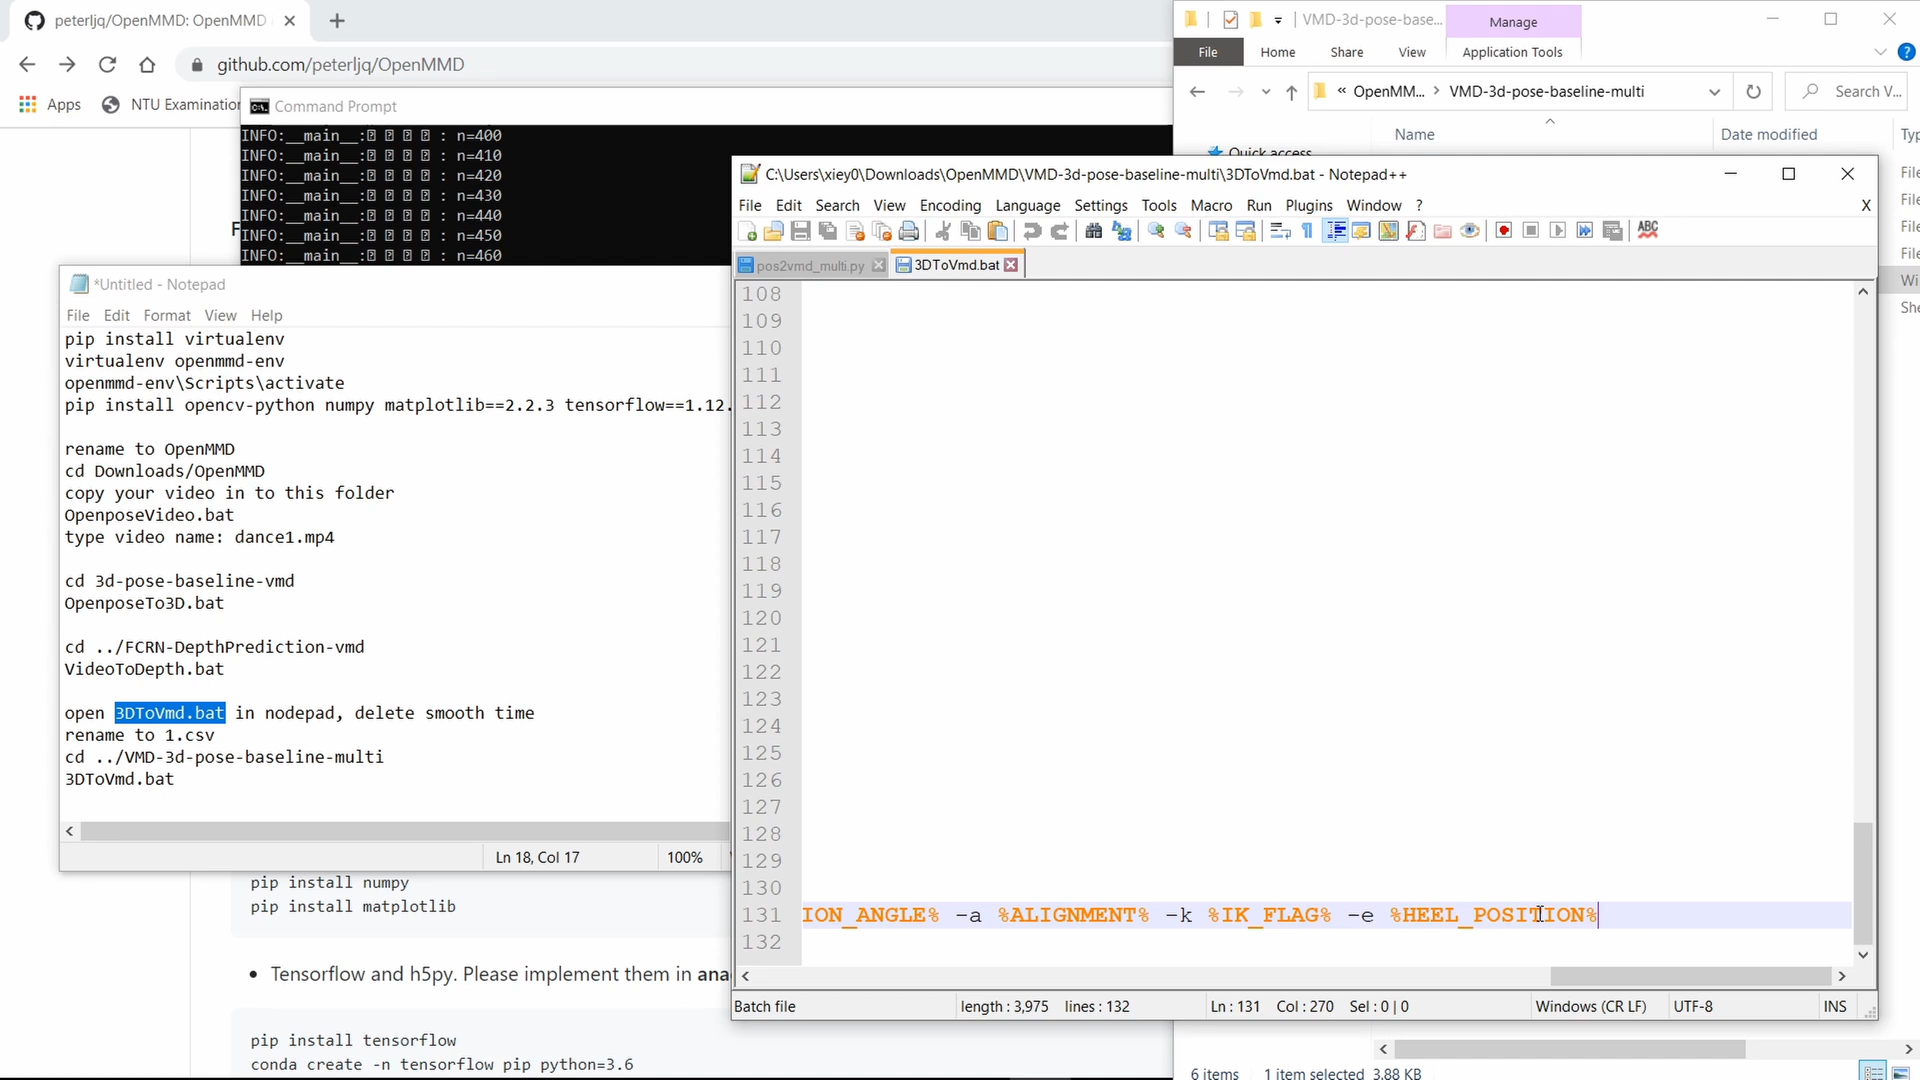 peterljq/OpenMMD: OpenMMD
github.com/peterljq/OpenMMD
Apps
NTU Examination
Command Prompt
INFO:__main__: : n=400
INFO:__main__: : n=410
INFO:__main__: : n=420
INFO:__main__: : n=430
INFO:__main__: : n=440
INFO:__main__: : n=450
INFO:__main__: : n=460
*Untitled - Notepad
File Edit Format View Help
pip install virtualenv
virtualenv openmmd-env
openmmd-env\Scripts\activate
pip install opencv-python numpy matplotlib==2.2.3 tensorflow==1.12.
rename to OpenMMD
cd Downloads/OpenMMD
copy your video in to this folder
OpenposeVideo.bat
type video name: dance1.mp4
cd 3d-pose-baseline-vmd
OpenposeTo3D.bat
cd ../FCRN-DepthPrediction-vmd
VideoToDepth.bat
open 3DToVmd.bat in nodepad, delete smooth time
rename to 1.csv
cd ../VMD-3d-pose-baseline-multi
3DToVmd.bat
Ln 18, Col 17
100%
pip install numpy
pip install matplotlib
• Tensorflow and h5py. Please implement them in ana
pip install tensorflow
conda create -n tensorflow pip python=3.6
VMD-3d-pose-base...
Manage
File Home Share View Application Tools
« OpenMM... > VMD-3d-pose-baseline-multi
Search V...
Name
Date modified
Typ
Quick access
File
File
File
File
Wi
She
C:\Users\xiey0\Downloads\OpenMMD\VMD-3d-pose-baseline-multi\3DToVmd.bat - Notepad++
File Edit Search View Encoding Language Settings Tools Macro Run Plugins Window ?
X
ABC
pos2vmd_multi.py
3DToVmd.bat
108
109
110
111
112
113
114
115
116
117
118
119
120
121
122
123
124
125
126
127
128
129
130
131 ION_ANGLE% -a %ALIGNMENT% -k %IK_FLAG% -e %HEEL_POSITION%
132
Batch file
length : 3,975 lines : 132
Ln : 131 Col : 270 Sel : 0 | 0
Windows (CR LF)
UTF-8
INS
6 items
1 item selected 3.88 KB